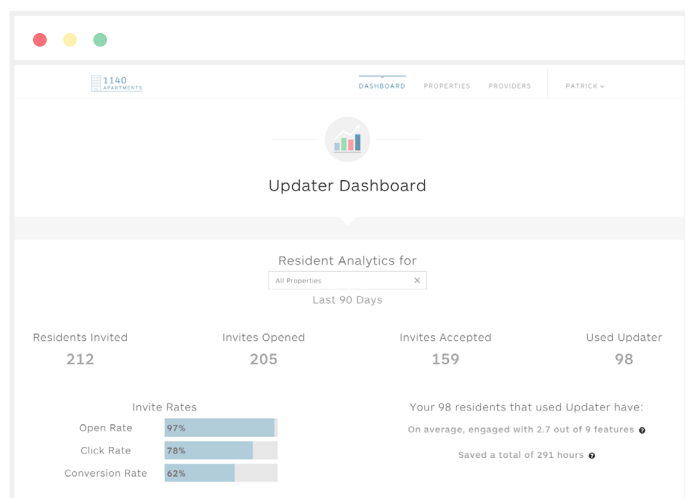 1140
APARTMENTS
DASHBOARD PROPERTIES PROVIDERS PATRICK
Updater Dashboard
Resident Analytics for
All Properties ×
Last 90 Days
Residents Invited Invites Opened Invites Accepted Used Updater
212 205 159 98
Invite Rates
Open Rate 97%
Click Rate 78%
Conversion Rate 62%
Your 98 residents that used Updater have:
On average, engaged with 2.7 out of 9 features ?
Saved a total of 291 hours ?